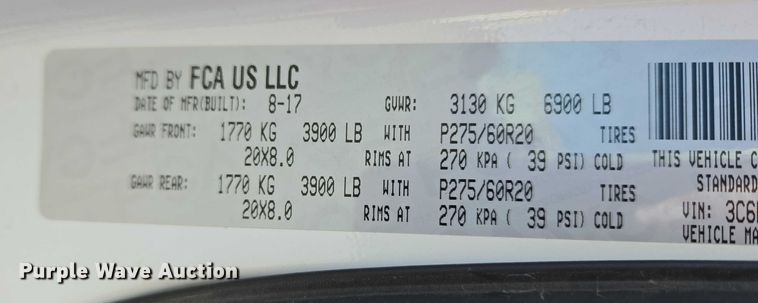 MFD BY FCA US LLC
DATE OF MFR(BUILT): 8-17 GVWR: 3130 KG 6900 LB
GAWR FRONT: 1770 KG 3900 LB WITH P275/60R20 TIRES
20X8.0 RIMS AT 270 KPA ( 39 PSI) COLD
THIS VEHICLE C
GAWR REAR: 1770 KG 3900 LB WITH P275/60R20 TIRES
STANDARD
20X8.0 RIMS AT 270 KPA ( 39 PSI) COLD
VIN: 3C6
VEHICLE MA
Purple Wave Auction